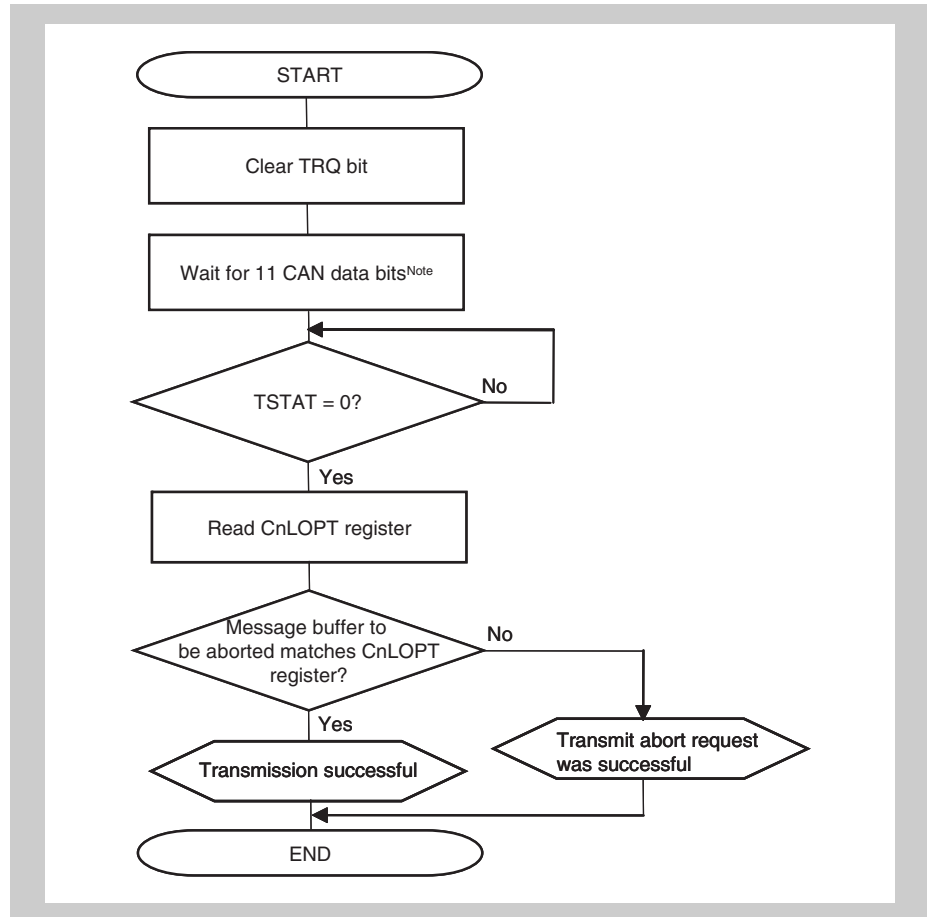 START
Clear TRQ bit
Wait for 11 CAN data bitsNote
TSTAT = 0?
No
Yes
Read CnLOPT register
Message buffer to
be aborted matches CnLOPT
register?
No
Yes
Transmission successful
Transmit abort request
was successful
END